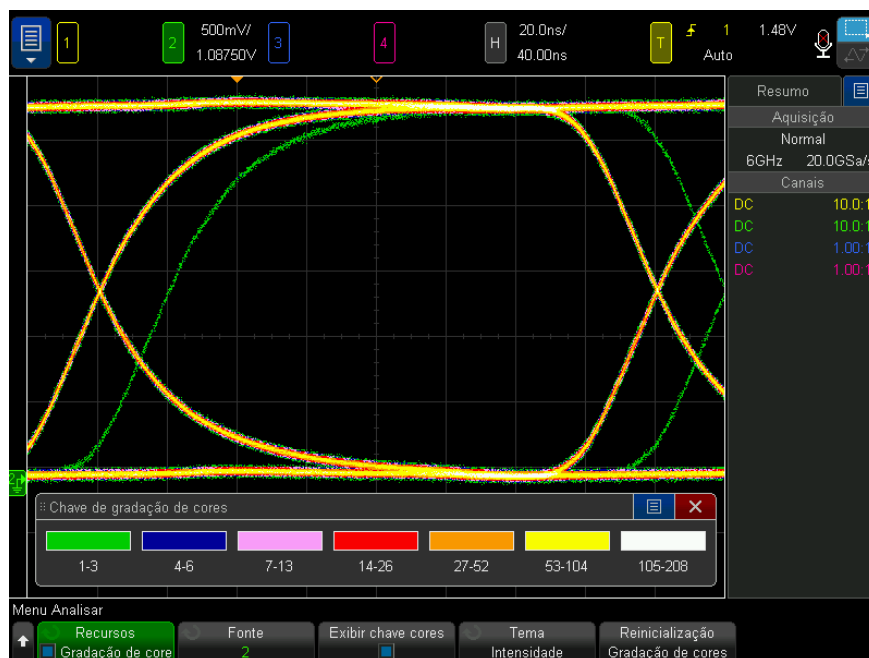 1
2
500mV/
1.08750V
3
4
H
20.0ns/
40.00ns
T
1
1.48V
Auto
Resumo
Aquisição
Normal
6GHz 20.0GSa/s
Canais
DC 10.0:1
DC 10.0:1
DC 1.00:1
DC 1.00:1
2
Chave de gradação de cores
1-3 4-6 7-13 14-26 27-52 53-104 105-208
Menu Analisar
Recursos
Gradação de core
Fonte
2
Exibir chave cores
Tema
Intensidade
Reinicialização
Gradação de cores